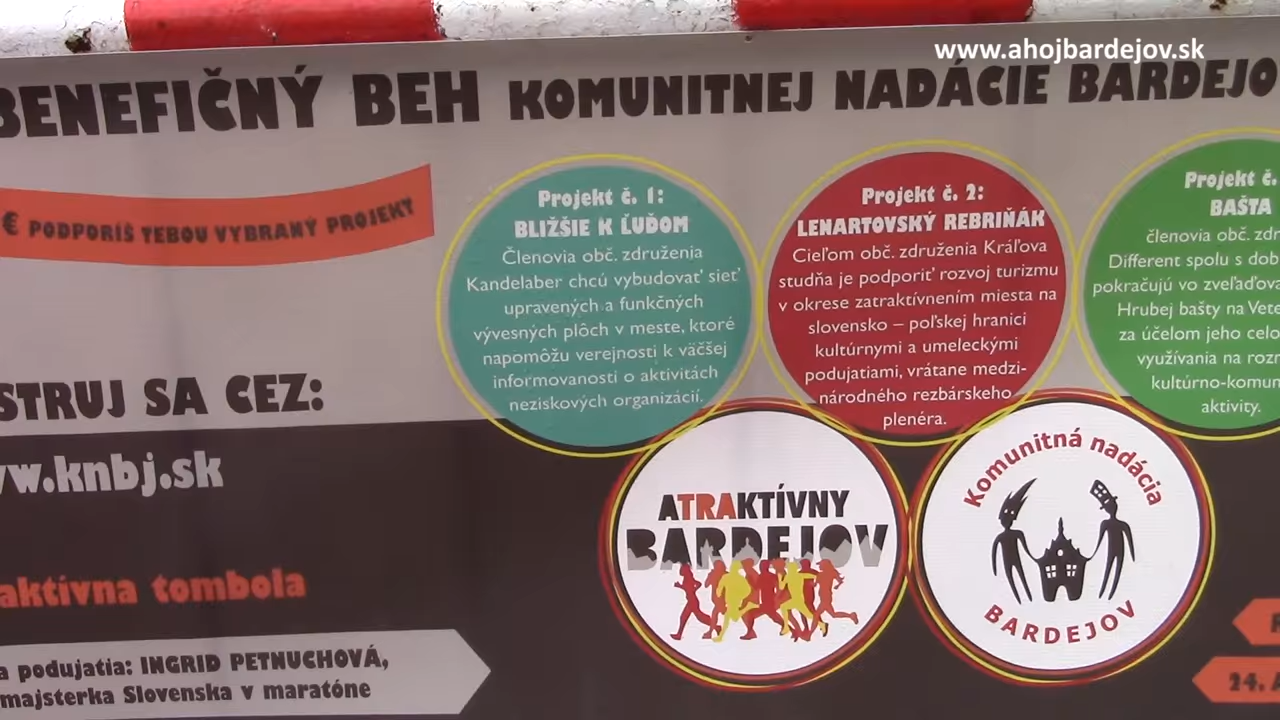 www.ahojbardejov.sk
BENEFIČNÝ BEH KOMUNITNEJ NADÁCIE BARDEJO
€ PODPORÍŠ TEBOU VYBRANÝ PROJEKT
STRUJ SA CEZ:
ww.knbj.sk
aktívna tombola
a podujatia: INGRID PETNUCHOVÁ,
majsterka Slovenska v maratóne
Projekt č. 1:
BLIŽŠIE K ĽUĎOM
Členovia obč. združenia
Kandelaber chcú vybudovať sieť
upravených a funkčných
vývesných plôch v meste, ktoré
napomôžu verejnosti k väčšej
informovanosti o aktivitách
neziskových organizácií.
Projekt č. 2:
LENARTOVSKÝ REBRIŇÁK
Cieľom obč. združenia Kráľova
studňa je podporiť rozvoj turizmu
v okrese zatraktívnením miesta na
slovensko – poľskej hranici
kultúrnymi a umeleckými
podujatiami, vrátane medzi-
národného rezbárskeho
plenéra.
Projekt č.
BAŠTA
členovia obč. zdr
Different spolu s dob
pokračujú vo zveľaďova
Hrubej bašty na Vete
za účelom jeho celo
využívania na rozn
kultúrno-komun
aktivity.
ATRAKTÍVNY
BARDEJOV
Komunitná nadácia
BARDEJOV
24. A